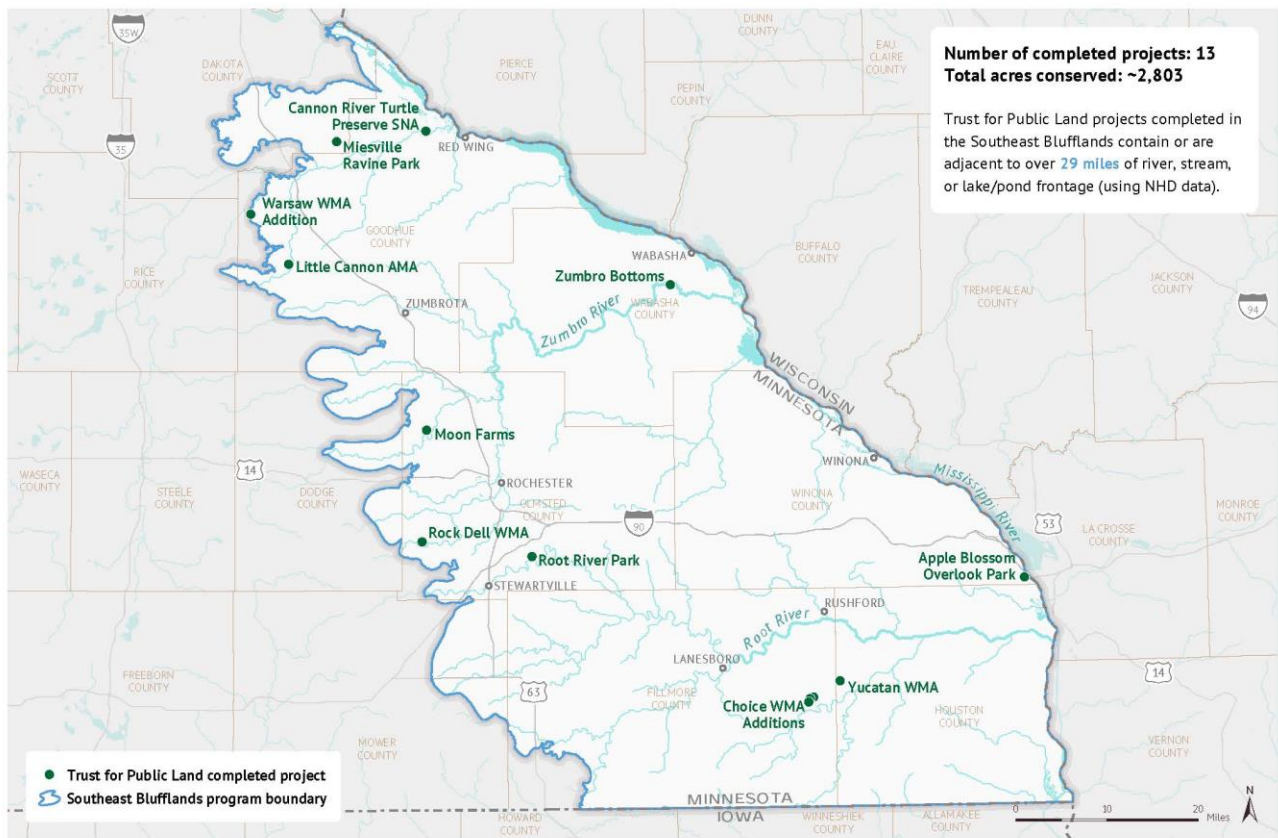 35W
DAKOTA
COUNTY
SCOTT
COUNTY
PIERCE
COUNTY
DUNN
COUNTY
EAU
CLAIRE
COUNTY
PEPIN
COUNTY
Number of completed projects: 13
Total acres conserved: ~2,803
Trust for Public Land projects completed in
the Southeast Blufflands contain or are
adjacent to over 29 miles of river, stream,
or lake/pond frontage (using NHD data).
35
Cannon River Turtle
Preserve SNA
RED WING
Miesville
Ravine Park
Warsaw WMA
Addition
GOODHUE
COUNTY
RICE
COUNTY
Little Cannon AMA
ZUMBROTA
WABASHA
BUFFALO
COUNTY
Zumbro Bottoms
WABASHA
COUNTY
Zumbro River
TREMPEALEAU
COUNTY
JACKSON
COUNTY
94
WISCONSIN
MINNESOTA
Moon Farms
14
WASECA
COUNTY
STEELE
COUNTY
DODGE
COUNTY
ROCHESTER
OLMSTED
COUNTY
WINONA
WINONA
COUNTY
Mississippi River
MONROE
COUNTY
53
LA CROSSE
COUNTY
90
Rock Dell WMA
Root River Park
STEWARTVILLE
Apple Blossom
Overlook Park
RUSHFORD
Root River
LANESBORO
FREEBORN
COUNTY
63
FILLMORE
COUNTY
Yucatan WMA
Choice WMA
Additions
HOUSTON
COUNTY
14
MOWER
COUNTY
VERNON
COUNTY
Trust for Public Land completed project
Southeast Blufflands program boundary
MINNESOTA
IOWA
HOWARD
COUNTY
WINNESHIEK
COUNTY
ALLAMAKEE
COUNTY
0 10 20
Miles
N